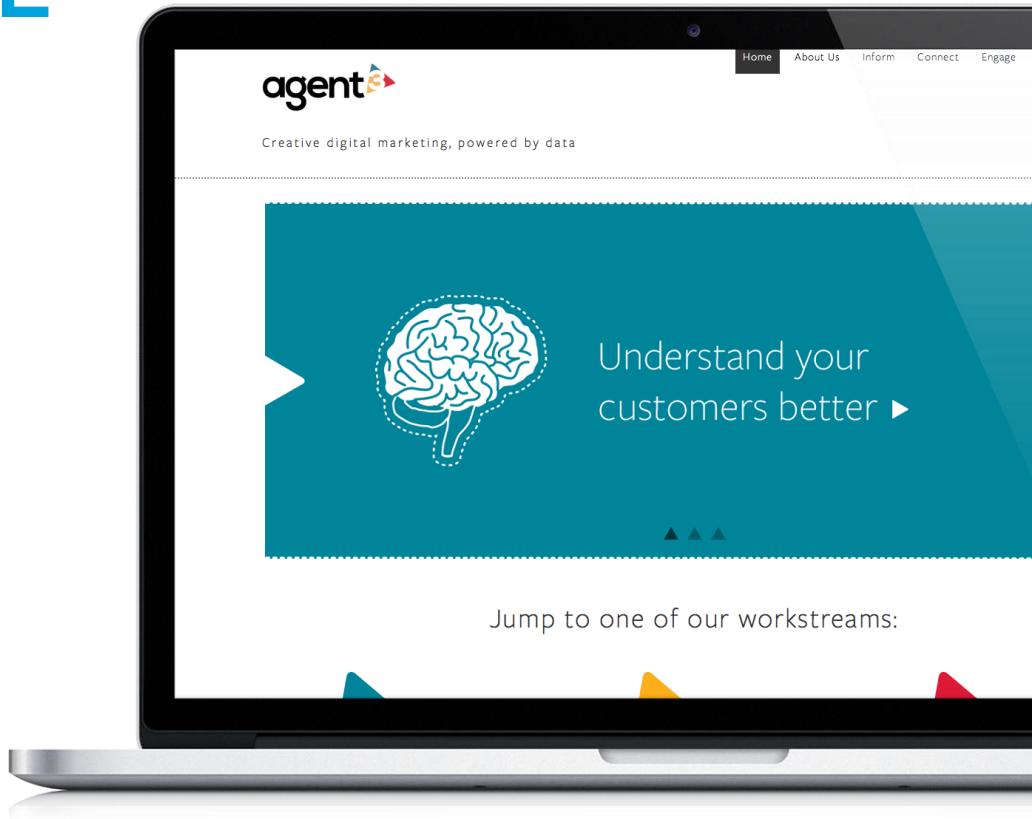 agent3
Home About Us Inform Connect Engage
Creative digital marketing, powered by data
Understand your
customers better
Jump to one of our workstreams: